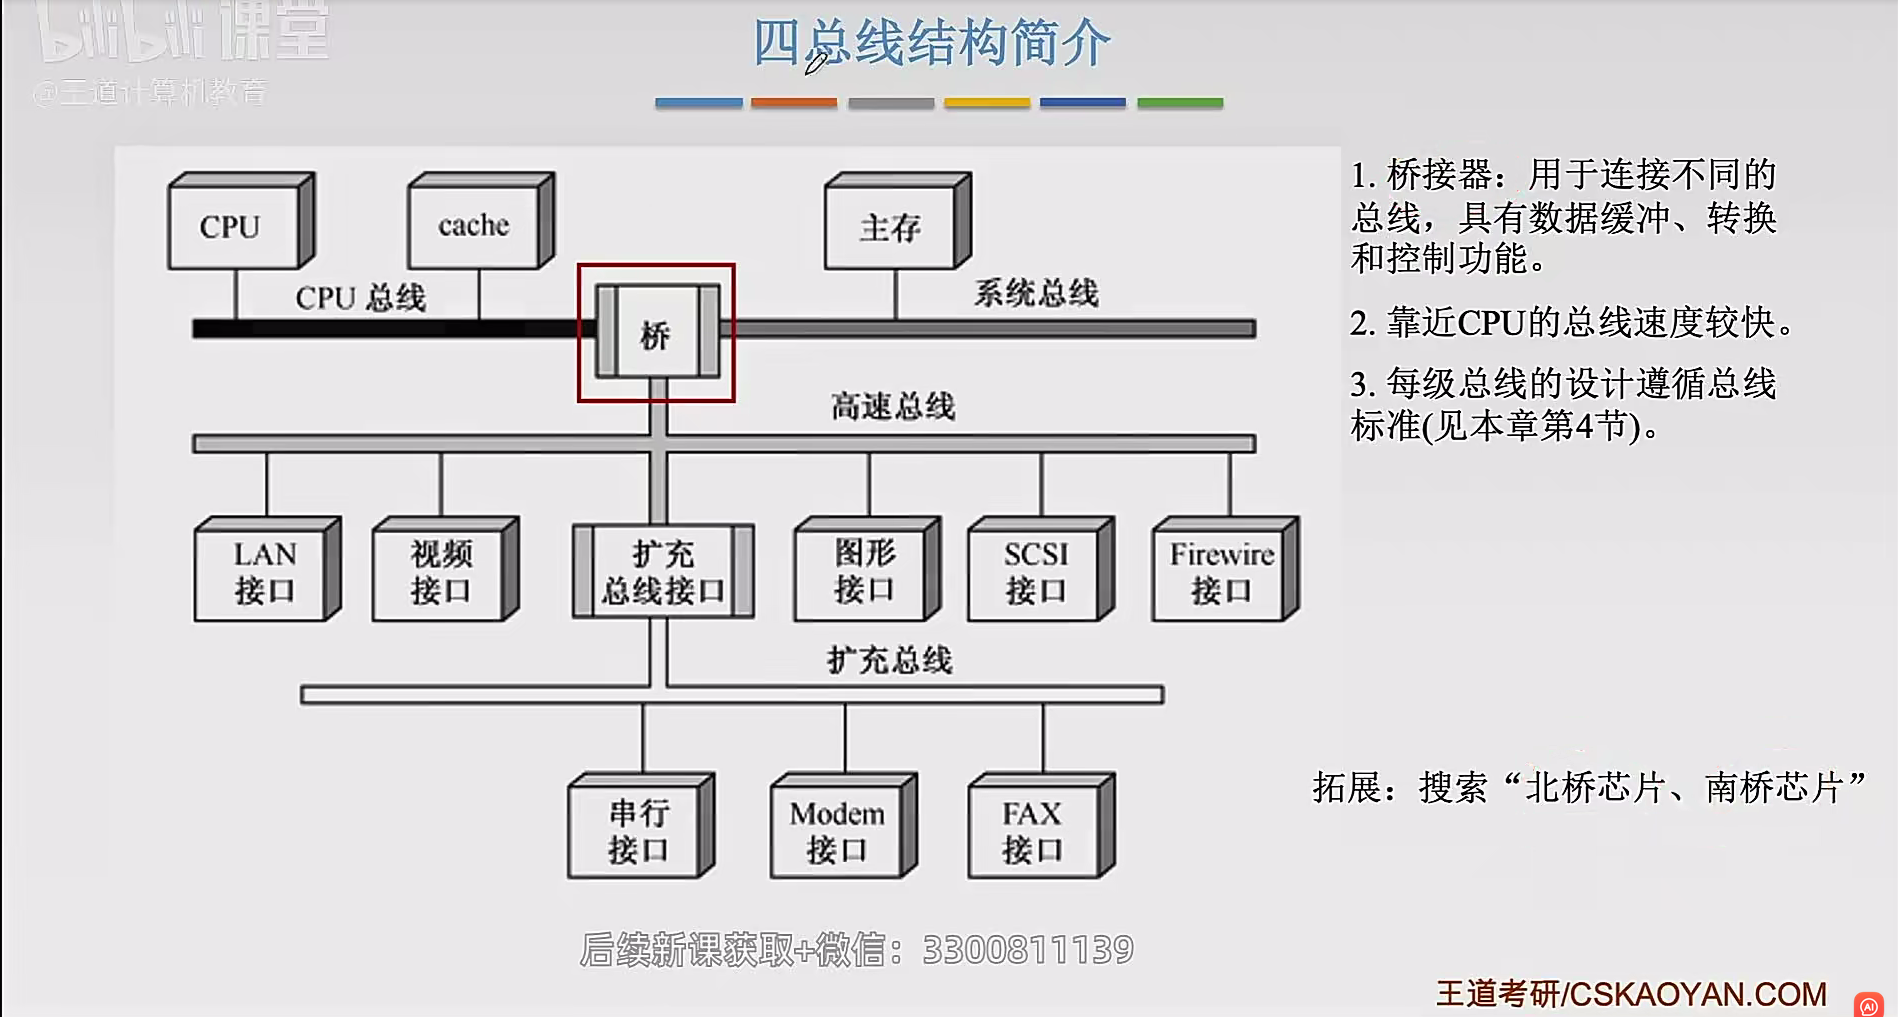 bilibili 课堂
@王道计算机教育
四总线结构简介
CPU
cache
主存
CPU 总线
桥
系统总线
高速总线
LAN
接口
视频
接口
扩充
总线接口
图形
接口
SCSI
接口
Firewire
接口
扩充总线
串行
接口
Modem
接口
FAX
接口
1. 桥接器：用于连接不同的
总线，具有数据缓冲、转换
和控制功能。
2. 靠近CPU的总线速度较快。
3. 每级总线的设计遵循总线
标准(见本章第4节)。
拓展：搜索“北桥芯片、南桥芯片”
后续新课获取+微信：3300811139
王道考研/CSKAOYAN.COM
AI